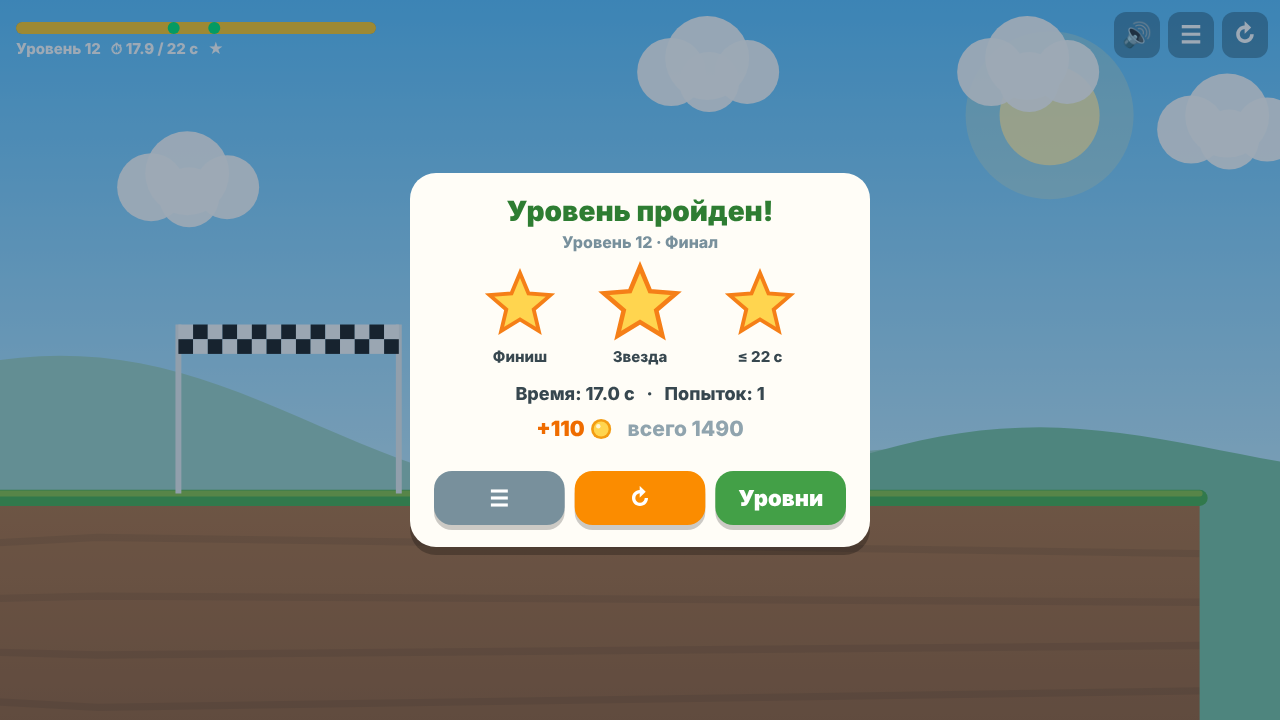 Уровень 12 ⏱ 17.9 / 22 с ★
Уровень пройден!
Уровень 12 · Финал
Финиш
Звезда
≤ 22 с
Время: 17.0 с · Попыток: 1
+110 всего 1490
Уровни